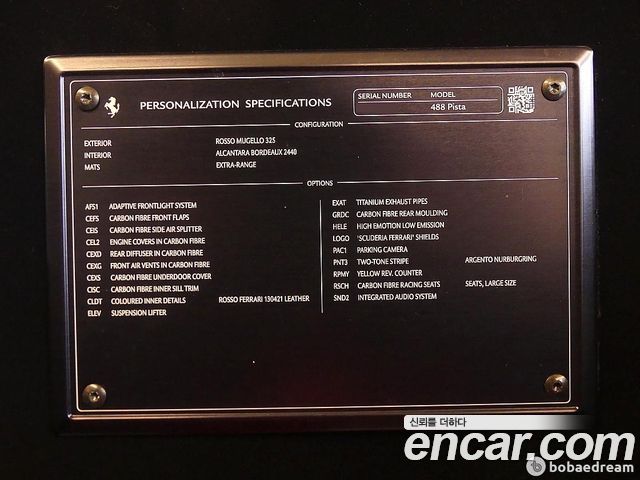 PERSONALIZATION SPECIFICATIONS
SERIAL NUMBER MODEL
488 Pista
CONFIGURATION
EXTERIOR ROSSO MUGELLO 325
INTERIOR ALCANTARA BORDEAUX 2440
MATS EXTRA-RANGE
OPTIONS
AFS1 ADAPTIVE FRONTLIGHT SYSTEM
CEFS CARBON FIBRE FRONT FLAPS
CEIS CARBON FIBRE SIDE AIR SPLITTER
CEL2 ENGINE COVERS IN CARBON FIBRE
CEXD REAR DIFFUSER IN CARBON FIBRE
CEXG FRONT AIR VENTS IN CARBON FIBRE
CEXS CARBON FIBRE UNDERDOOR COVER
CISC CARBON FIBRE INNER SILL TRIM
CLDT COLOURED INNER DETAILS ROSSO FERRARI 130421 LEATHER
ELEV SUSPENSION LIFTER
EXAT TITANIUM EXHAUST PIPES
GRDC CARBON FIBRE REAR MOULDING
HELE HIGH EMOTION LOW EMISSION
LOGO 'SCUDERIA FERRARI' SHIELDS
PAC1 PARKING CAMERA
PNT3 TWO-TONE STRIPE ARGENTO NURBURGRING
RPMY YELLOW REV. COUNTER
RSCH CARBON FIBRE RACING SEATS SEATS, LARGE SIZE
SND2 INTEGRATED AUDIO SYSTEM
신뢰를 더하다
encar.com
bobaedream